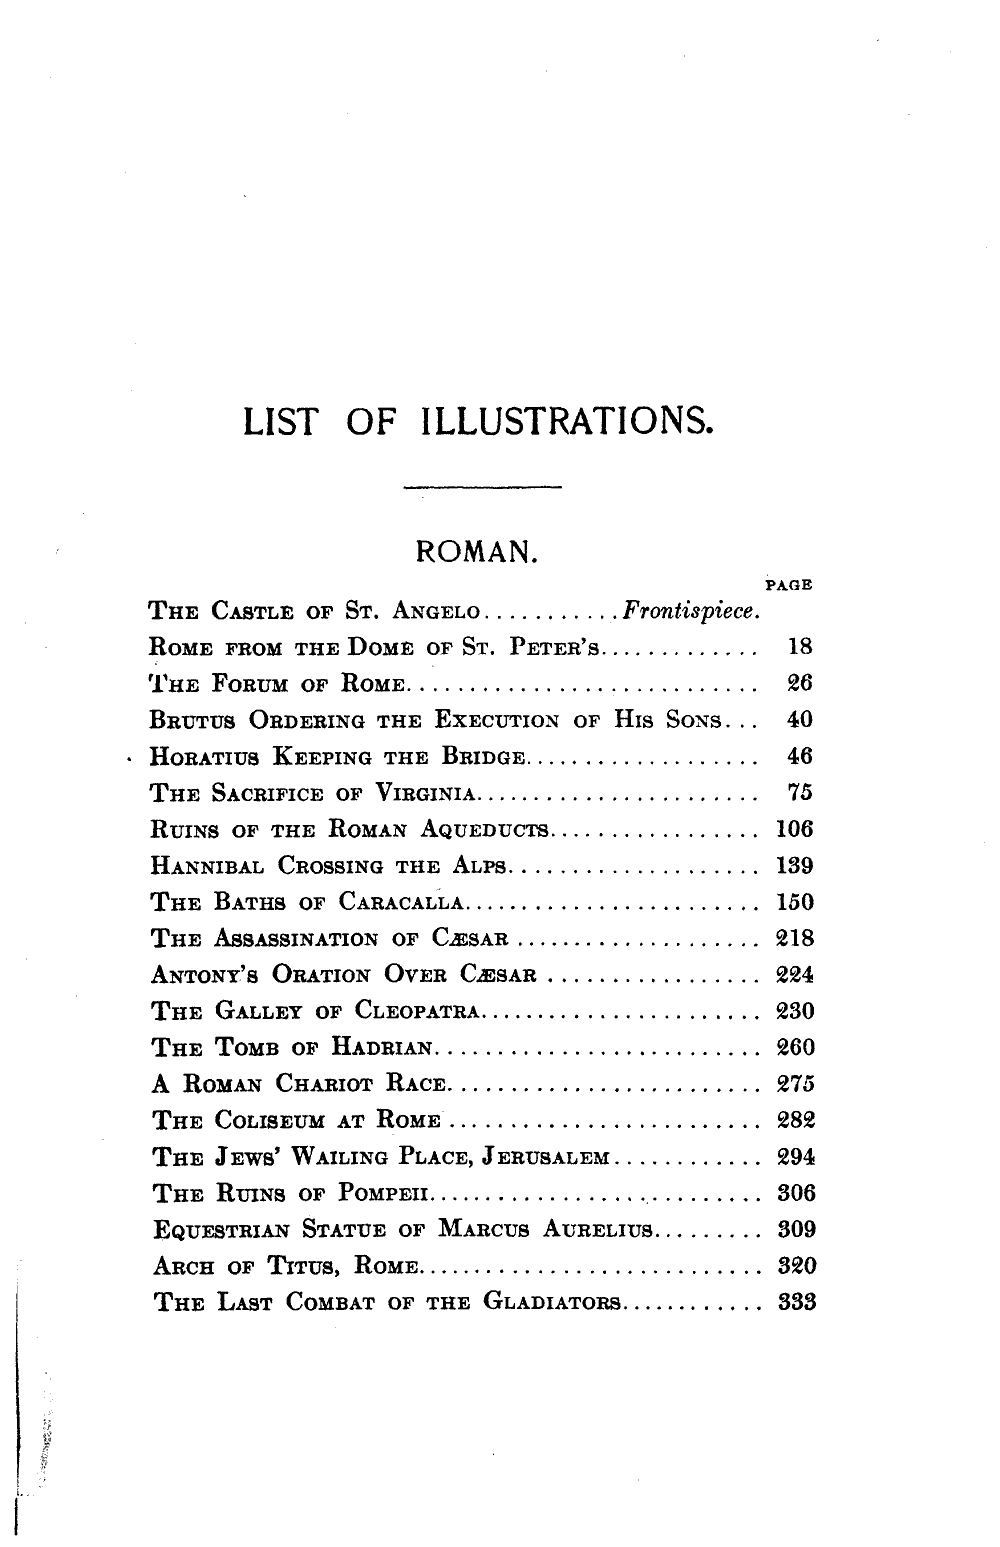 LIST OF ILLUSTRATIONS.
ROMAN.
PAGE
THE CASTLE OF ST. ANGELO...........Frontispiece.
ROME FROM THE DOME OF ST. PETER'S............. 18
THE FORUM OF ROME............................ 26
BRUTUS ORDERING THE EXECUTION OF HIS SONS... 40
HORATIUS KEEPING THE BRIDGE................... 46
THE SACRIFICE OF VIRGINIA....................... 75
RUINS OF THE ROMAN AQUEDUCTS................. 106
HANNIBAL CROSSING THE ALPS.................... 139
THE BATHS OF CARACALLA........................ 150
THE ASSASSINATION OF CÆSAR .................... 218
ANTONY'S ORATION OVER CÆSAR ................. 224
THE GALLEY OF CLEOPATRA....................... 230
THE TOMB OF HADRIAN.......................... 260
A ROMAN CHARIOT RACE......................... 275
THE COLISEUM AT ROME ......................... 282
THE JEWS' WAILING PLACE, JERUSALEM............ 294
THE RUINS OF POMPEII........................... 306
EQUESTRIAN STATUE OF MARCUS AURELIUS......... 309
ARCH OF TITUS, ROME............................ 320
THE LAST COMBAT OF THE GLADIATORS............ 333